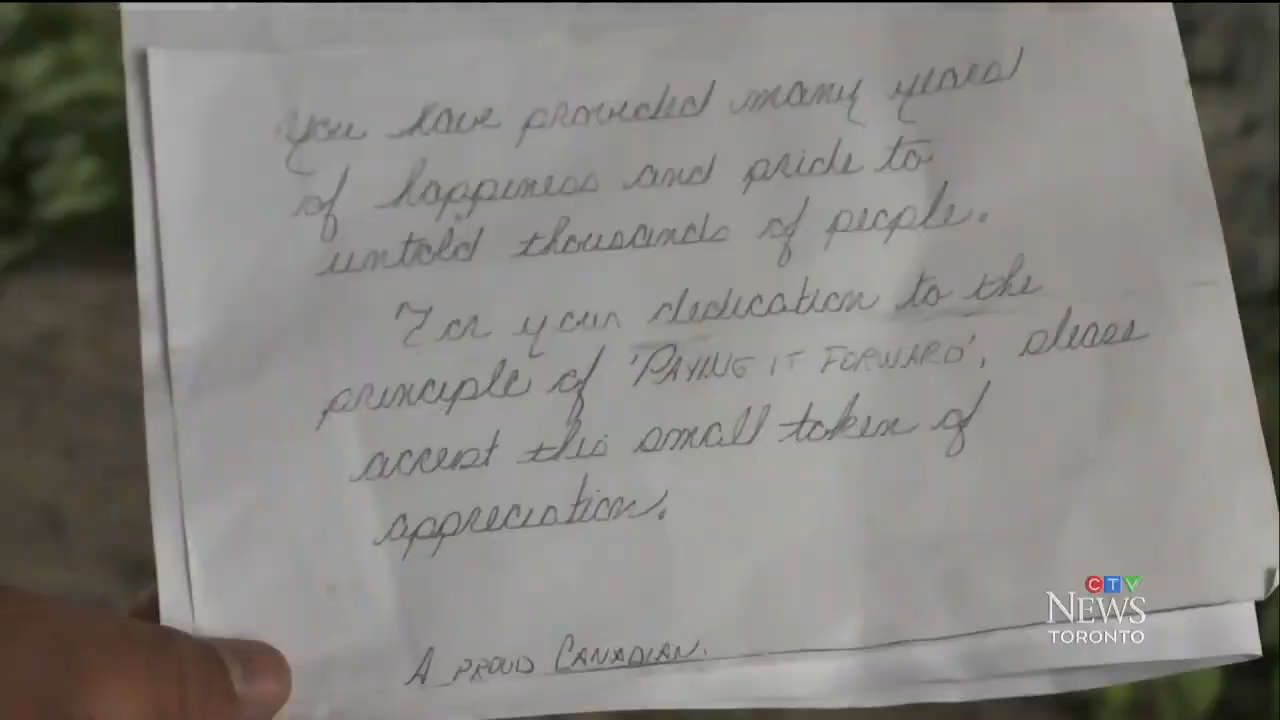 you have provided many years
of happiness and pride to
untold thousands of people.
For your dedication to the
principle of 'PAYING IT FORWARD', please
accept this small token of
appreciation.
A PROUD CANADIAN.
CTV
NEWS
TORONTO